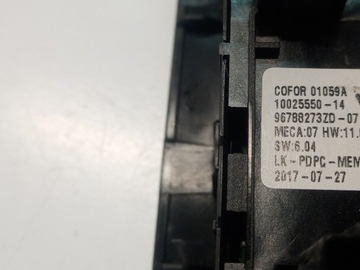 COFOR 01059A
10025550-14
96788273ZD-07
MECA:07 HW:11.
SW:6.04
LK-PDPC-MEM
2017-07-27